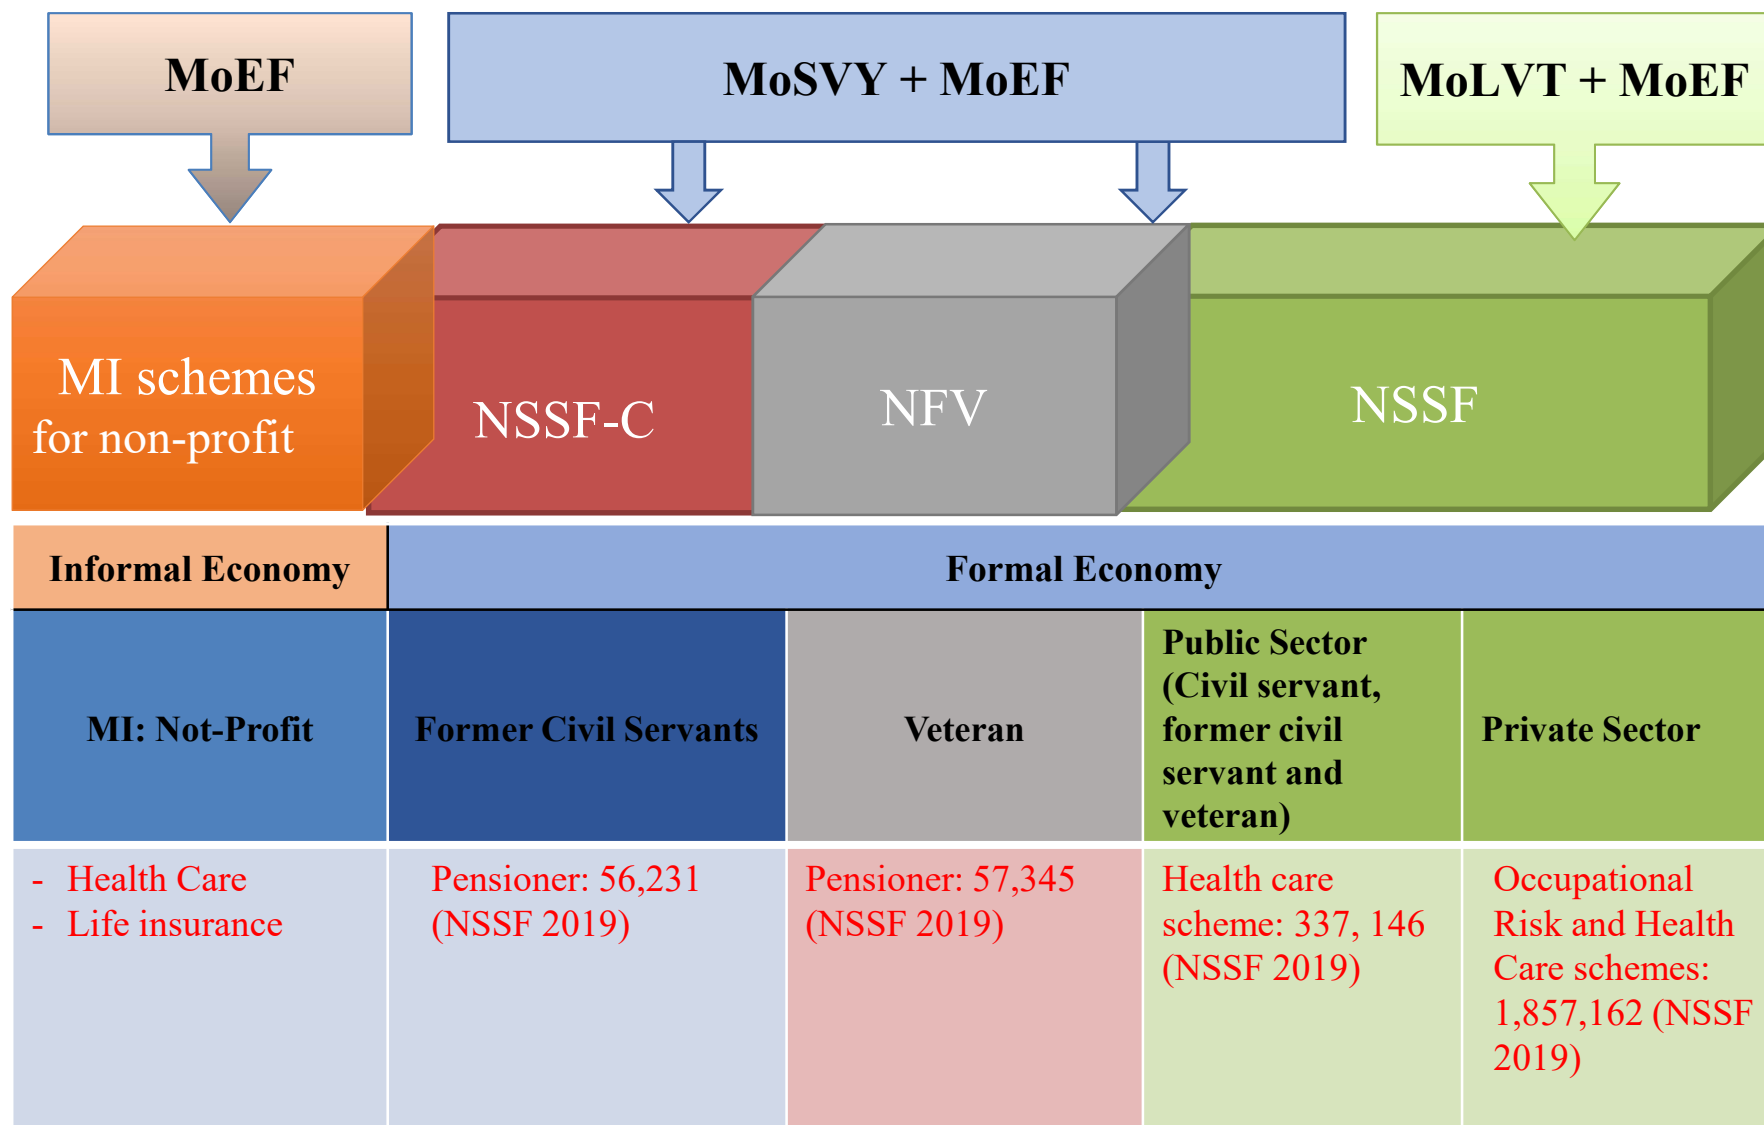 MoEF
MoSVY + MoEF
MoLVT + MoEF
MI schemes
for non-profit
NSSF-C
NFV
NSSF
Informal Economy
Formal Economy
MI: Not-Profit
Former Civil Servants
Veteran
Public Sector
(Civil servant,
former civil
servant and
veteran)
Private Sector
- Health Care
- Life insurance
Pensioner: 56,231
(NSSF 2019)
Pensioner: 57,345
(NSSF 2019)
Health care
scheme: 337, 146
(NSSF 2019)
Occupational
Risk and Health
Care schemes:
1,857,162 (NSSF
2019)